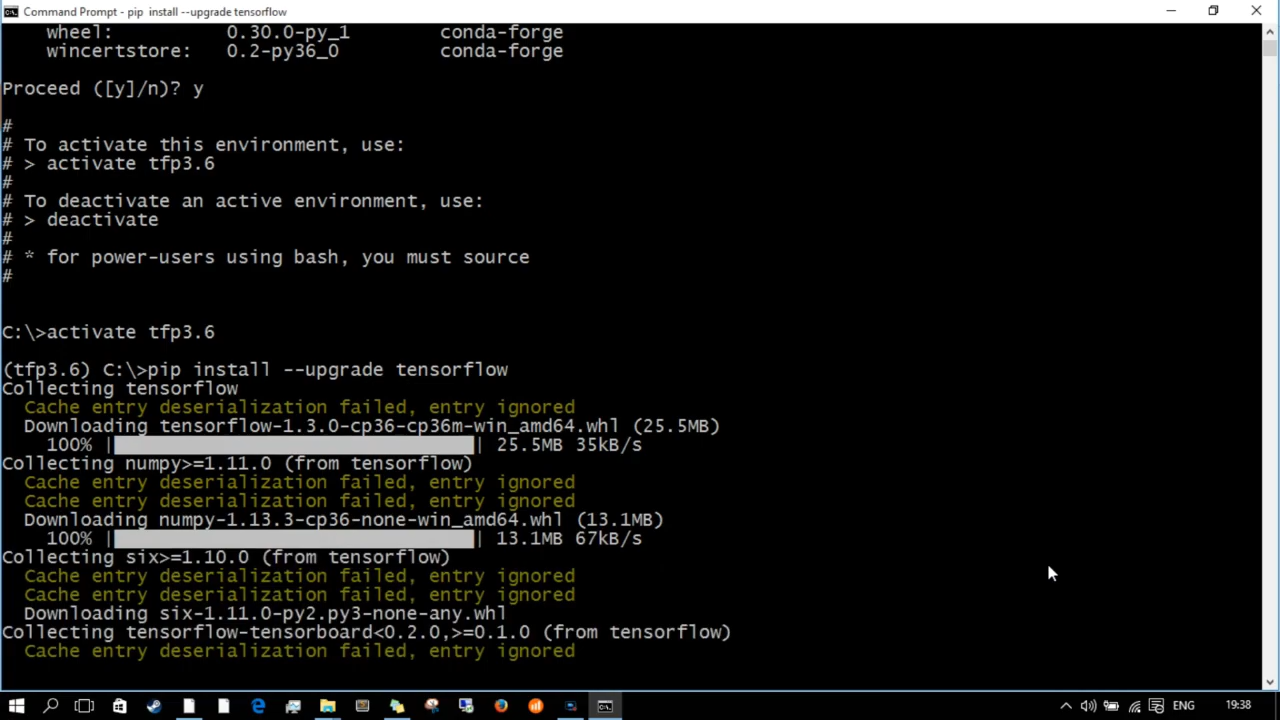 Command Prompt - pip  install --upgrade tensorflow
wheel:         0.30.0-py_1        conda-forge
wincertstore:  0.2-py36_0         conda-forge
Proceed ([y]/n)? y
#
# To activate this environment, use:
# > activate tfp3.6
#
# To deactivate an active environment, use:
# > deactivate
#
# * for power-users using bash, you must source
#
C:\>activate tfp3.6
(tfp3.6) C:\>pip install --upgrade tensorflow
Collecting tensorflow
Cache entry deserialization failed, entry ignored
Downloading tensorflow-1.3.0-cp36-cp36m-win_amd64.whl (25.5MB)
100% || 25.5MB 35kB/s
Collecting numpy>=1.11.0 (from tensorflow)
Cache entry deserialization failed, entry ignored
Cache entry deserialization failed, entry ignored
Downloading numpy-1.13.3-cp36-none-win_amd64.whl (13.1MB)
100% || 13.1MB 67kB/s
Collecting six>=1.10.0 (from tensorflow)
Cache entry deserialization failed, entry ignored
Cache entry deserialization failed, entry ignored
Downloading six-1.11.0-py2.py3-none-any.whl
Collecting tensorflow-tensorboard<0.2.0,>=0.1.0 (from tensorflow)
Cache entry deserialization failed, entry ignored
ENG 19:38